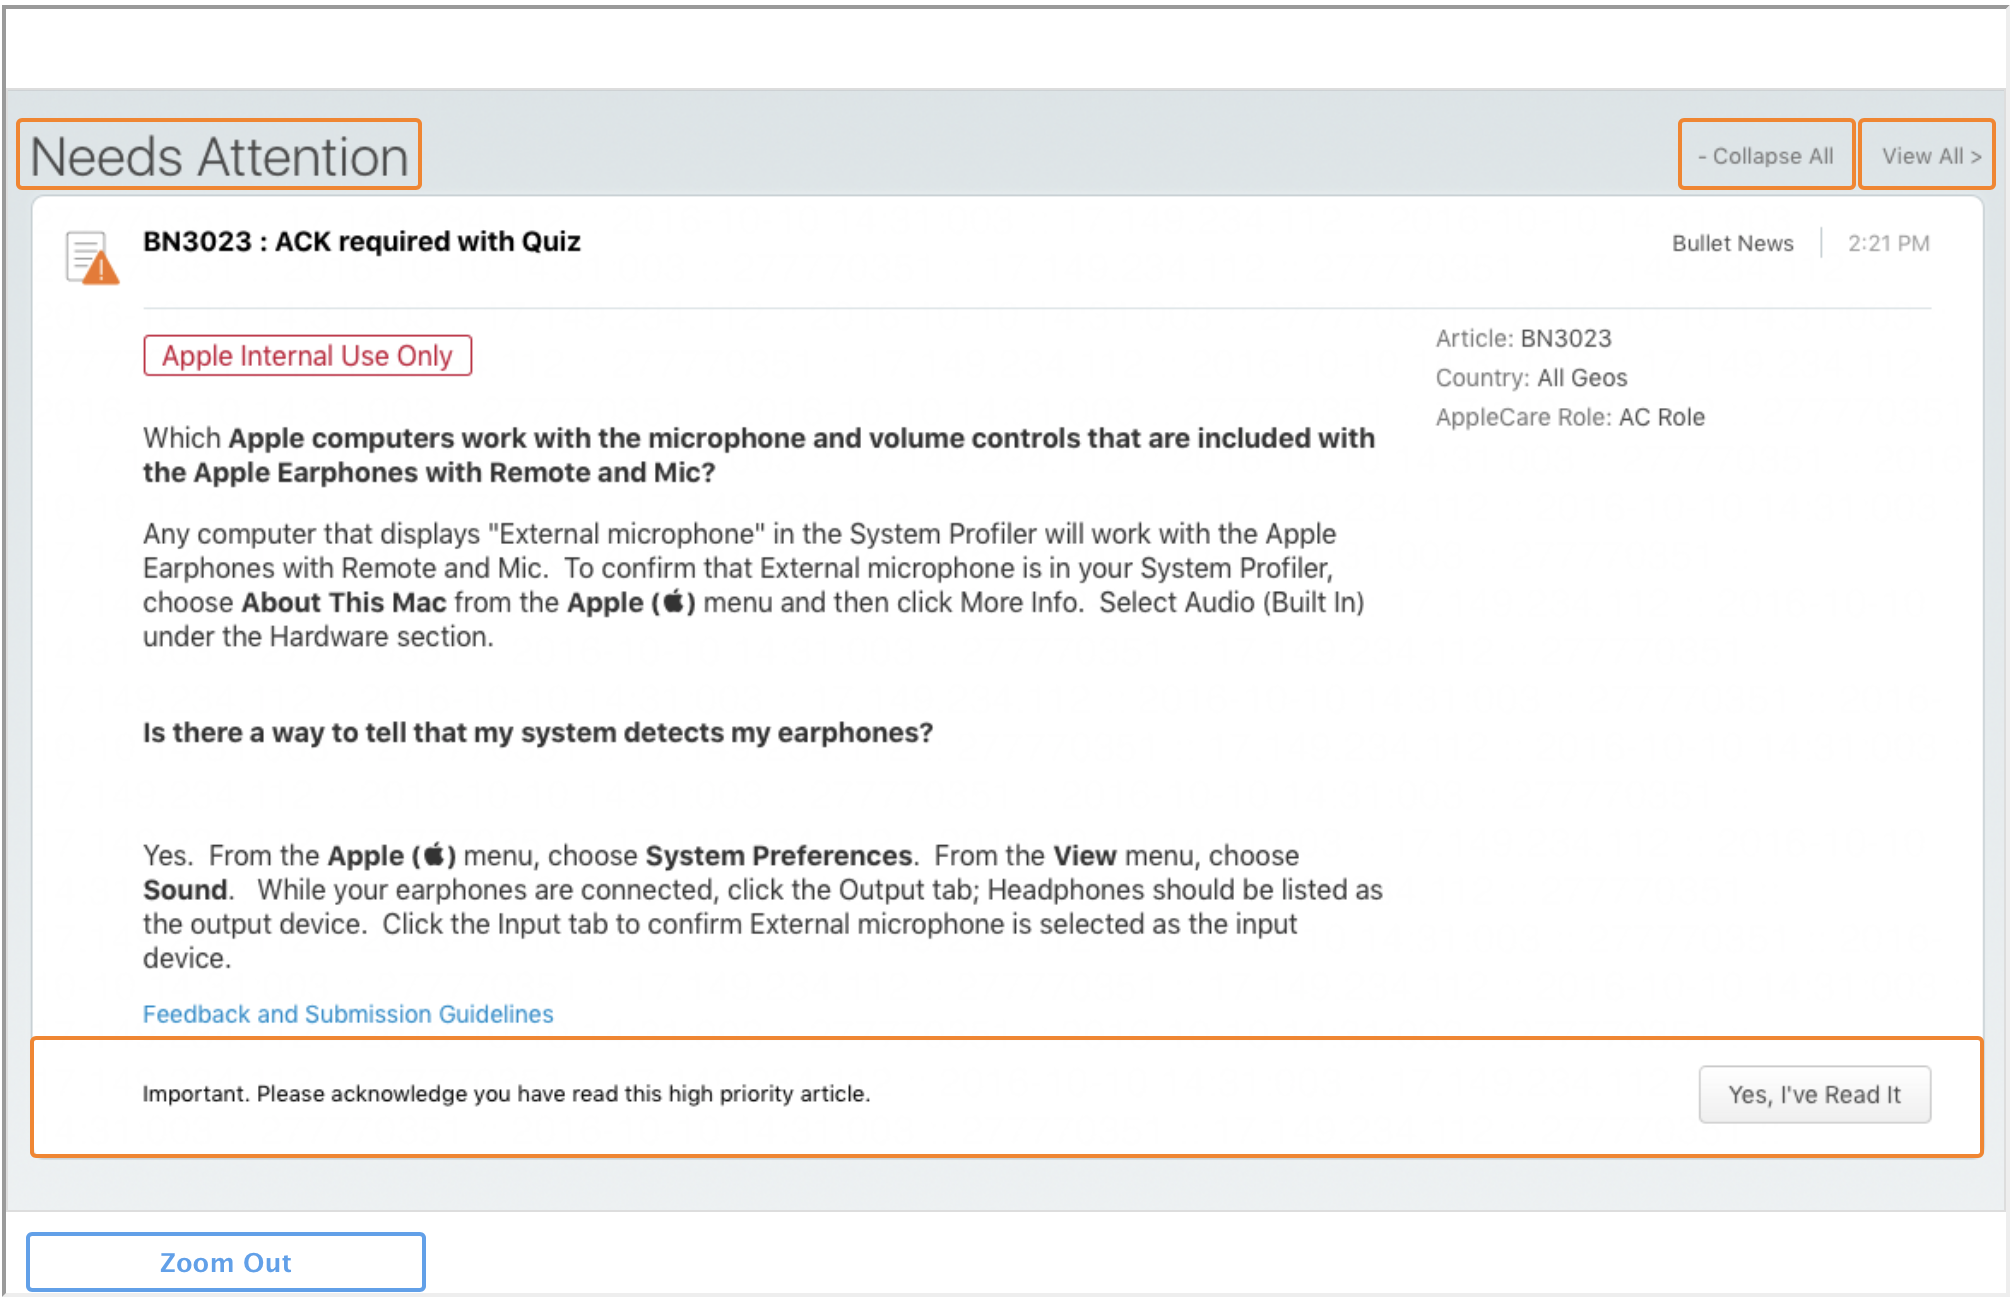 Needs Attention
- Collapse All
View All >
BN3023 : ACK required with Quiz
Bullet News
2:21 PM
Apple Internal Use Only
Article: BN3023
Country: All Geos
AppleCare Role: AC Role
Which Apple computers work with the microphone and volume controls that are included with
the Apple Earphones with Remote and Mic?
Any computer that displays "External microphone" in the System Profiler will work with the Apple
Earphones with Remote and Mic.  To confirm that External microphone is in your System Profiler,
choose About This Mac from the Apple () menu and then click More Info.  Select Audio (Built In)
under the Hardware section.
Is there a way to tell that my system detects my earphones?
Yes.  From the Apple () menu, choose System Preferences.  From the View menu, choose
Sound.   While your earphones are connected, click the Output tab; Headphones should be listed as
the output device.  Click the Input tab to confirm External microphone is selected as the input
device.
Feedback and Submission Guidelines
Important. Please acknowledge you have read this high priority article.
Yes, I've Read It
Zoom Out